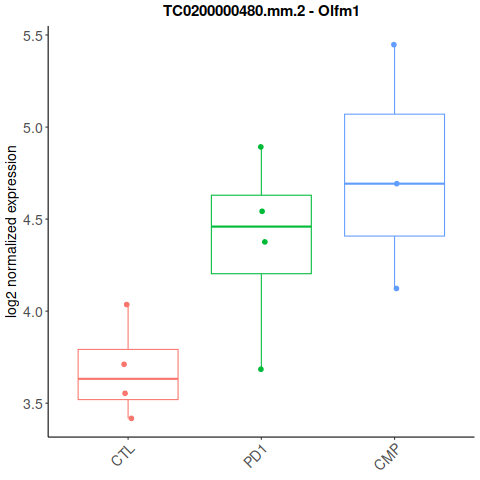 TC0200000480.mm.2 - Olfm1
log2 normalized expression
5.5
5.0
4.5
4.0
3.5
CTL
PD1
CMP